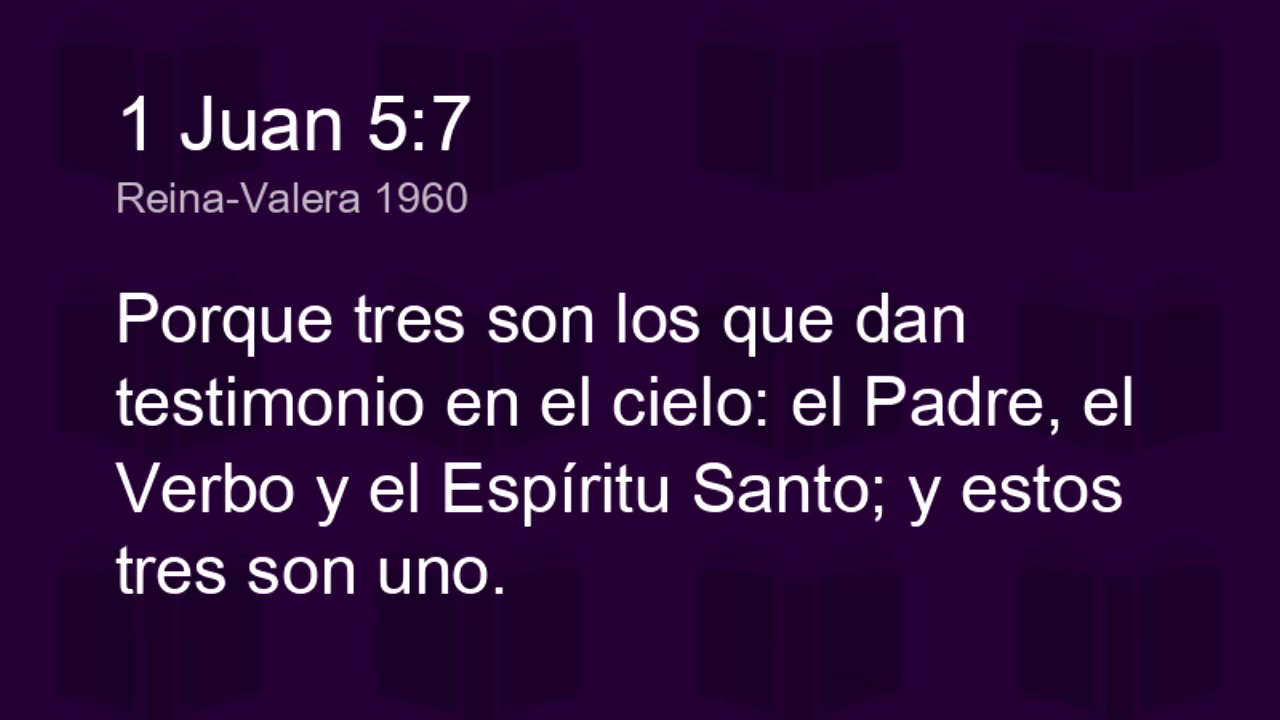 1 Juan 5:7
Reina-Valera 1960
Porque tres son los que dan
testimonio en el cielo: el Padre, el
Verbo y el Espíritu Santo; y estos
tres son uno.